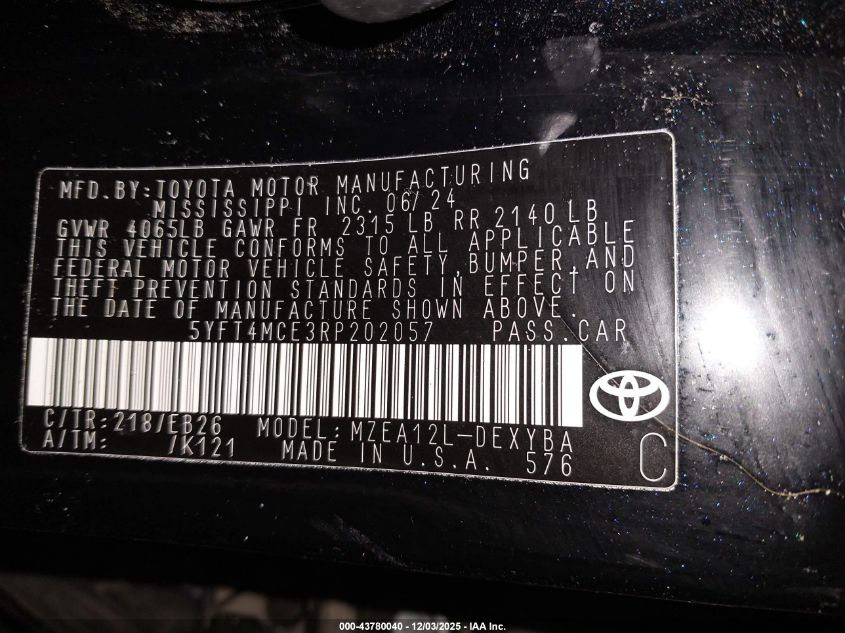 MFD. BY: TOYOTA MOTOR MANUFACTURING
MISSISSIPPI INC. 06/24
GVWR 4065LB GAWR FR 2315 LB RR 2140 LB
THIS VEHICLE CONFORMS TO ALL APPLICABLE
FEDERAL MOTOR VEHICLE SAFETY, BUMPER, AND
THEFT PREVENTION STANDARDS IN EFFECT ON
THE DATE OF MANUFACTURE SHOWN ABOVE.
5YFT4MCE3RP202057 PASS. CAR
C/TR: 218/EB26 MODEL: MZEA12L-DEXYBA
A/TM: /K121 MADE IN U.S.A. 576
C
000-43780040 - 12/03/2025 - IAA Inc.